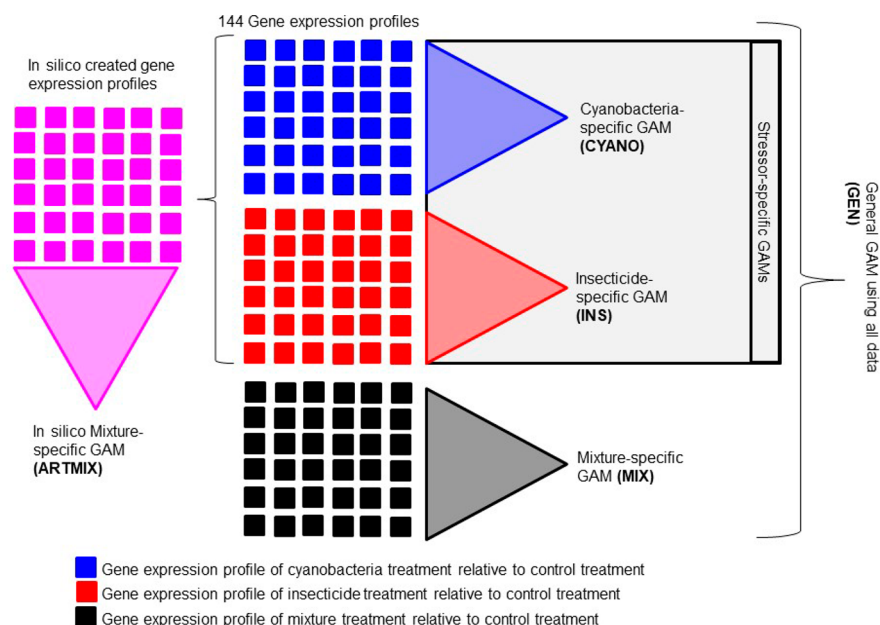 144 Gene expression profiles
In silico created gene
expression profiles
Cyanobacteria-
specific GAM
(CYANO)
Stressor-specific GAMs
General GAM using all data
(GEN)
Insecticide-
specific GAM
(INS)
In silico Mixture-
specific GAM
(ARTMIX)
Mixture-specific
GAM (MIX)
Gene expression profile of cyanobacteria treatment relative to control treatment
Gene expression profile of insecticide treatment relative to control treatment
Gene expression profile of mixture treatment relative to control treatment